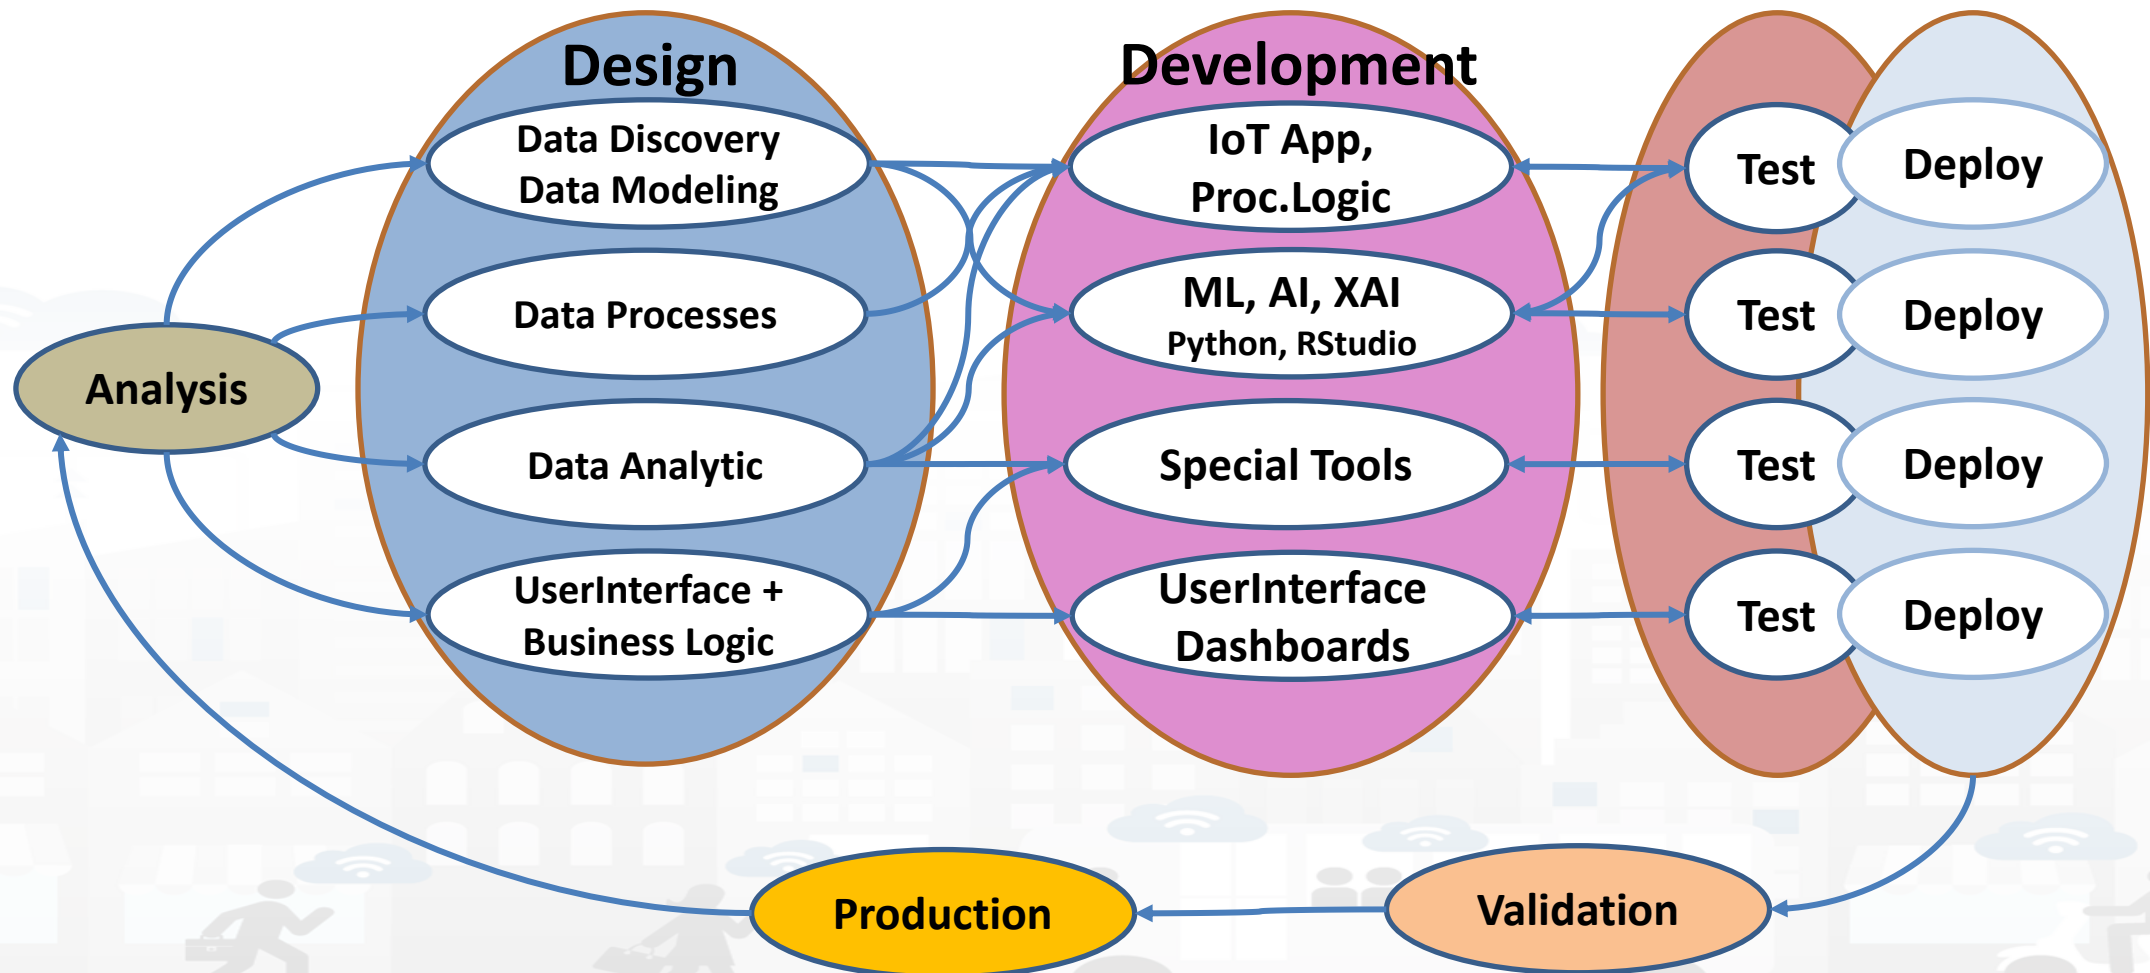 Design
Development
Data Discovery
Data Modeling
Data Processes
Data Analytic
UserInterface +
Business Logic
IoT App,
Proc.Logic
ML, AI, XAI
Python, RStudio
Special Tools
UserInterface
Dashboards
Test
Deploy
Test
Deploy
Test
Deploy
Test
Deploy
Analysis
Production
Validation